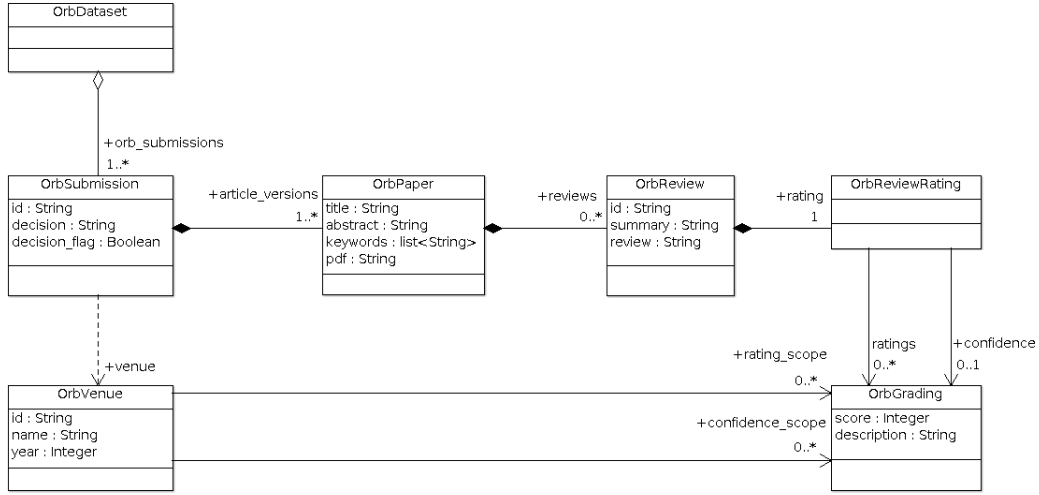 OrbDataset
+orb_submissions
1..*
OrbSubmission
id : String
decision : String
decision_flag : Boolean
+article_versions
1..*
OrbPaper
title : String
abstract : String
keywords : list<String>
pdf : String
+reviews
0..*
OrbReview
id : String
summary : String
review : String
+rating
1
OrbReviewRating
+venue
ratings
0..*
+confidence
0..1
+rating_scope
0..*
+confidence_scope
0..*
OrbVenue
id : String
name : String
year : Integer
OrbGrading
score : Integer
description : String